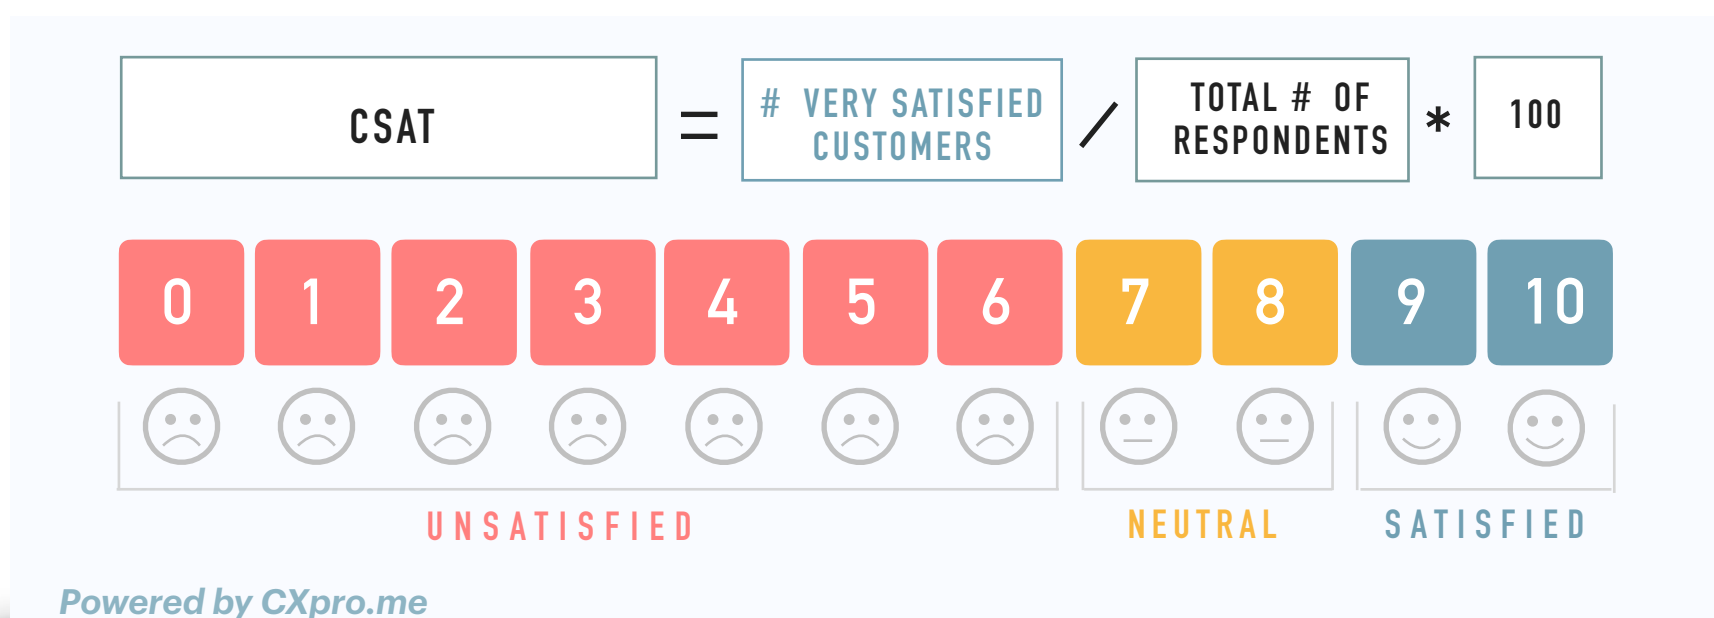 CSAT
=
# VERY SATISFIED
CUSTOMERS
/
TOTAL # OF
RESPONDENTS
*
100
0 1 2 3 4 5 6 7 8 9 10
UNSATISFIED
NEUTRAL
SATISFIED
Powered by CXpro.me